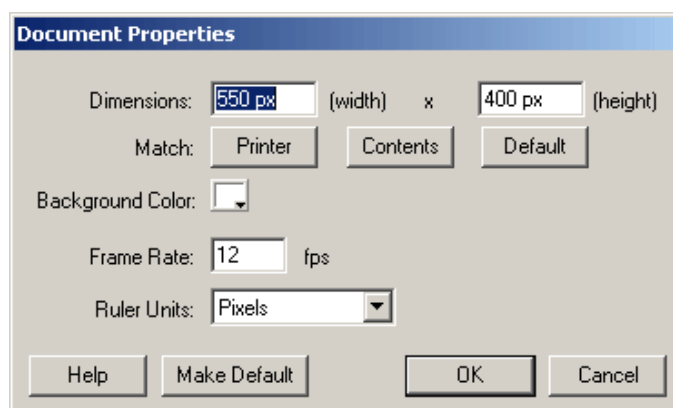 Document Properties
Dimensions: 550 px (width) x 400 px (height)
Match: Printer Contents Default
Background Color:
Frame Rate: 12 fps
Ruler Units: Pixels
Help Make Default OK Cancel